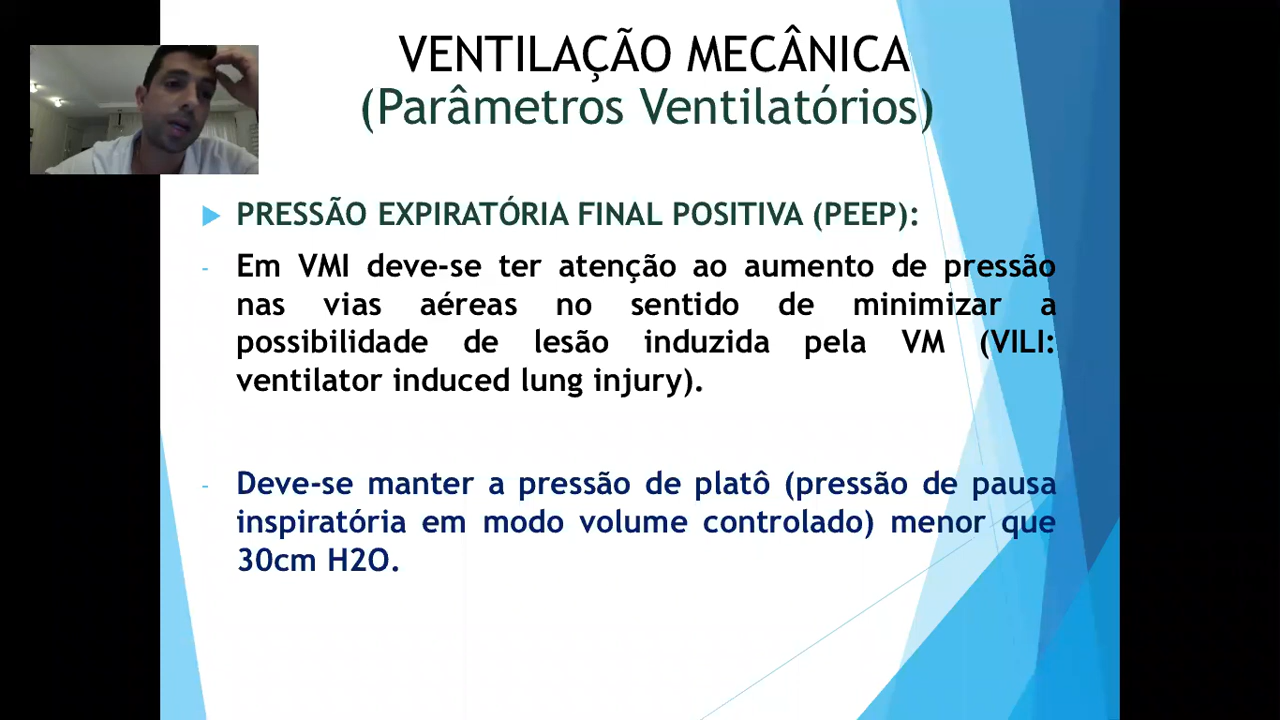 VENTILAÇÃO MECÂNICA
(Parâmetros Ventilatórios)
PRESSÃO EXPIRATÓRIA FINAL POSITIVA (PEEP):
- Em VMI deve-se ter atenção ao aumento de pressão
nas vias aéreas no sentido de minimizar a
possibilidade de lesão induzida pela VM (VILI:
ventilator induced lung injury).
- Deve-se manter a pressão de platô (pressão de pausa
inspiratória em modo volume controlado) menor que
30cm H2O.